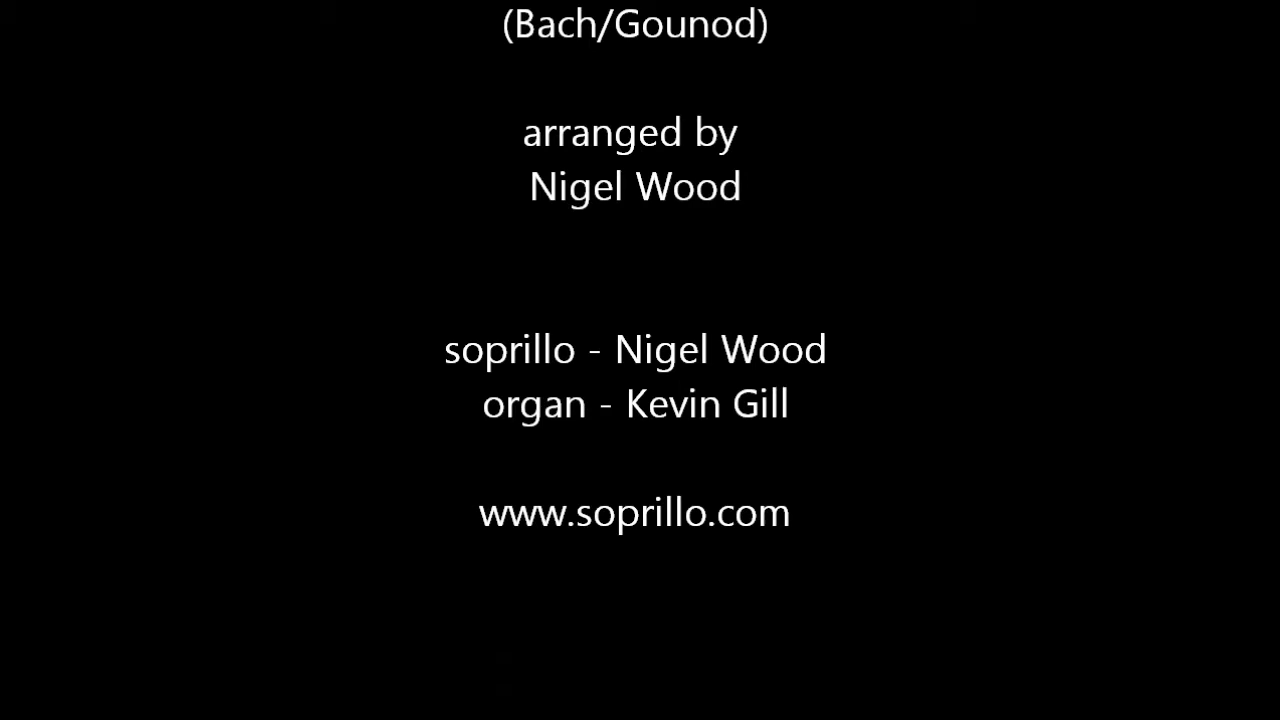 (Bach/Gounod)
arranged by
Nigel Wood
soprillo - Nigel Wood
organ - Kevin Gill
www.soprillo.com